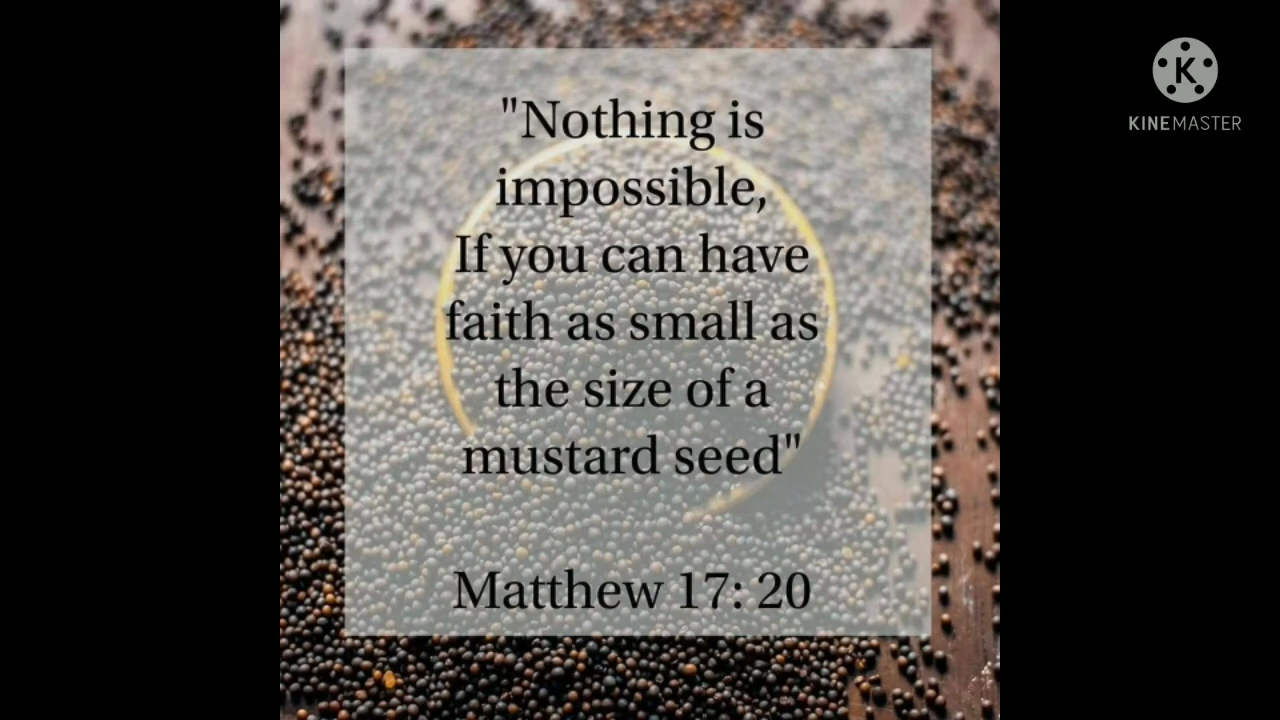 "Nothing is
impossible,
If you can have
faith as small as
the size of a
mustard seed"
Matthew 17: 20
K
KINEMASTER